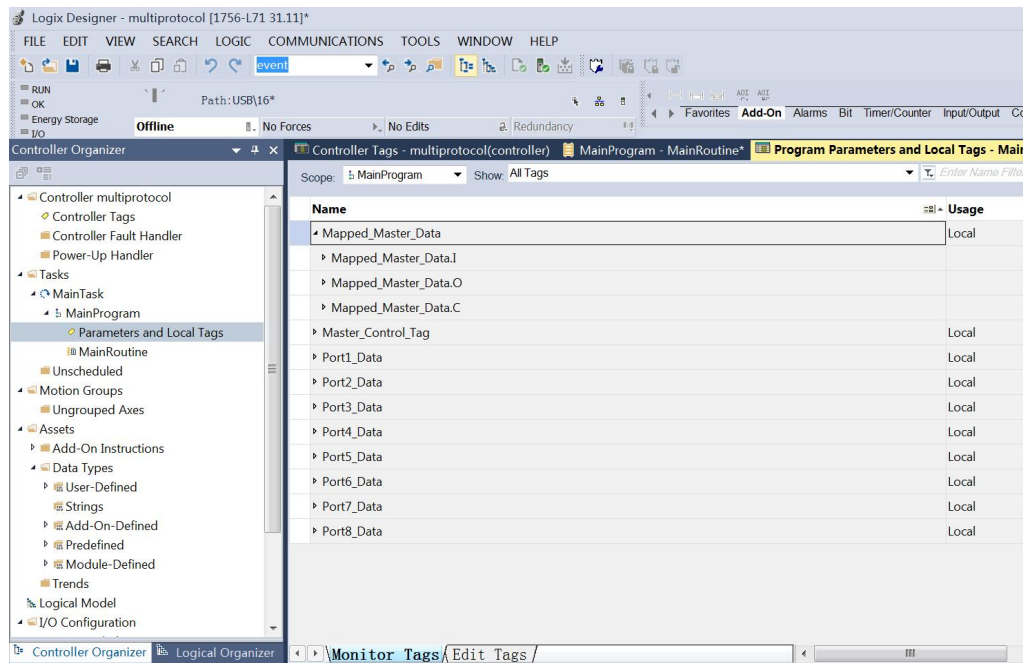 Logix Designer - multiprotocol [1756-L71 31.11]*
FILE EDIT VIEW SEARCH LOGIC COMMUNICATIONS TOOLS WINDOW HELP
event
RUN
OK
Energy Storage
I/O
Path:USB\16*
Offline
No Forces
No Edits
Redundancy
AOI AOI
Favorites Add-On Alarms Bit Timer/Counter Input/Output
Controller Organizer
Controller Tags - multiprotocol(controller) MainProgram - MainRoutine* Program Parameters and Local Tags - Mai
Scope: MainProgram Show: All Tags Enter Name Filte
Controller multiprotocol
Controller Tags
Controller Fault Handler
Power-Up Handler
Tasks
MainTask
MainProgram
Parameters and Local Tags
MainRoutine
Unscheduled
Motion Groups
Ungrouped Axes
Assets
Add-On Instructions
Data Types
User-Defined
Strings
Add-On-Defined
Predefined
Module-Defined
Trends
Logical Model
I/O Configuration
Controller Organizer Logical Organizer
Name Usage
Mapped_Master_Data Local
Mapped_Master_Data.I
Mapped_Master_Data.O
Mapped_Master_Data.C
Master_Control_Tag Local
Port1_Data Local
Port2_Data Local
Port3_Data Local
Port4_Data Local
Port5_Data Local
Port6_Data Local
Port7_Data Local
Port8_Data Local
Monitor Tags Edit Tags